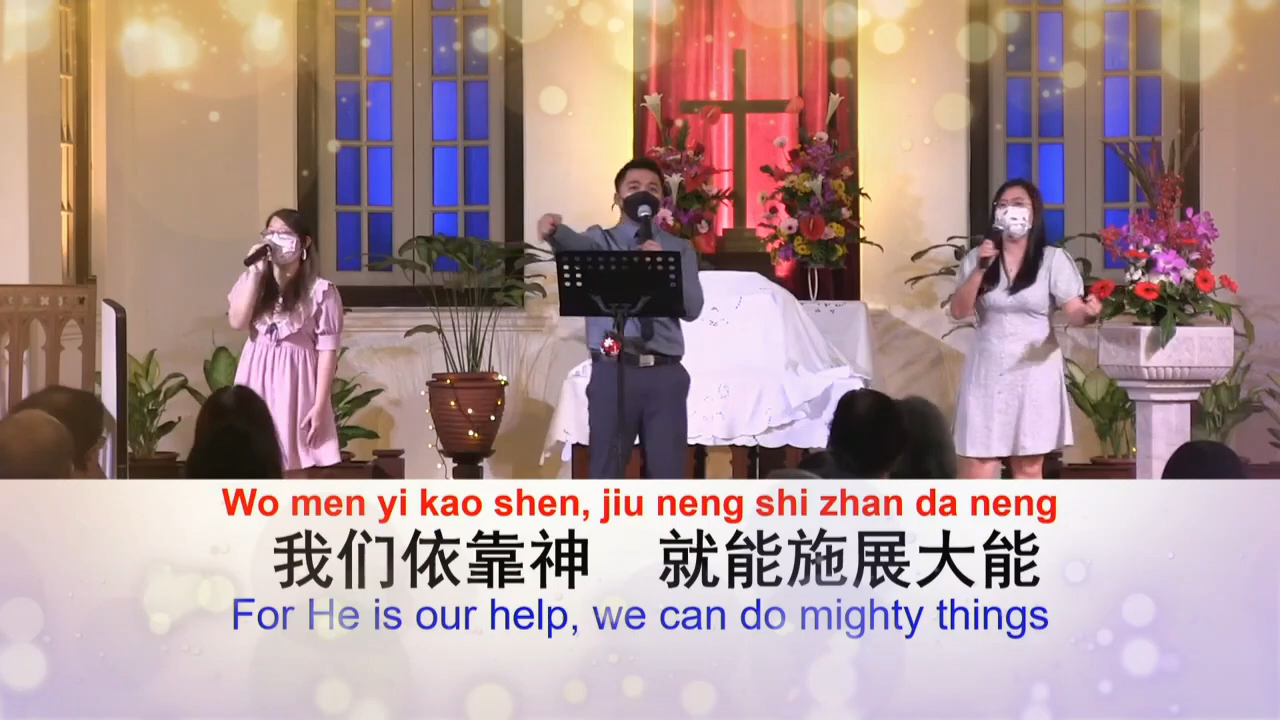 Wo men yi kao shen, jiu neng shi zhan da neng
我们依靠神 就能施展大能
For He is our help, we can do mighty things